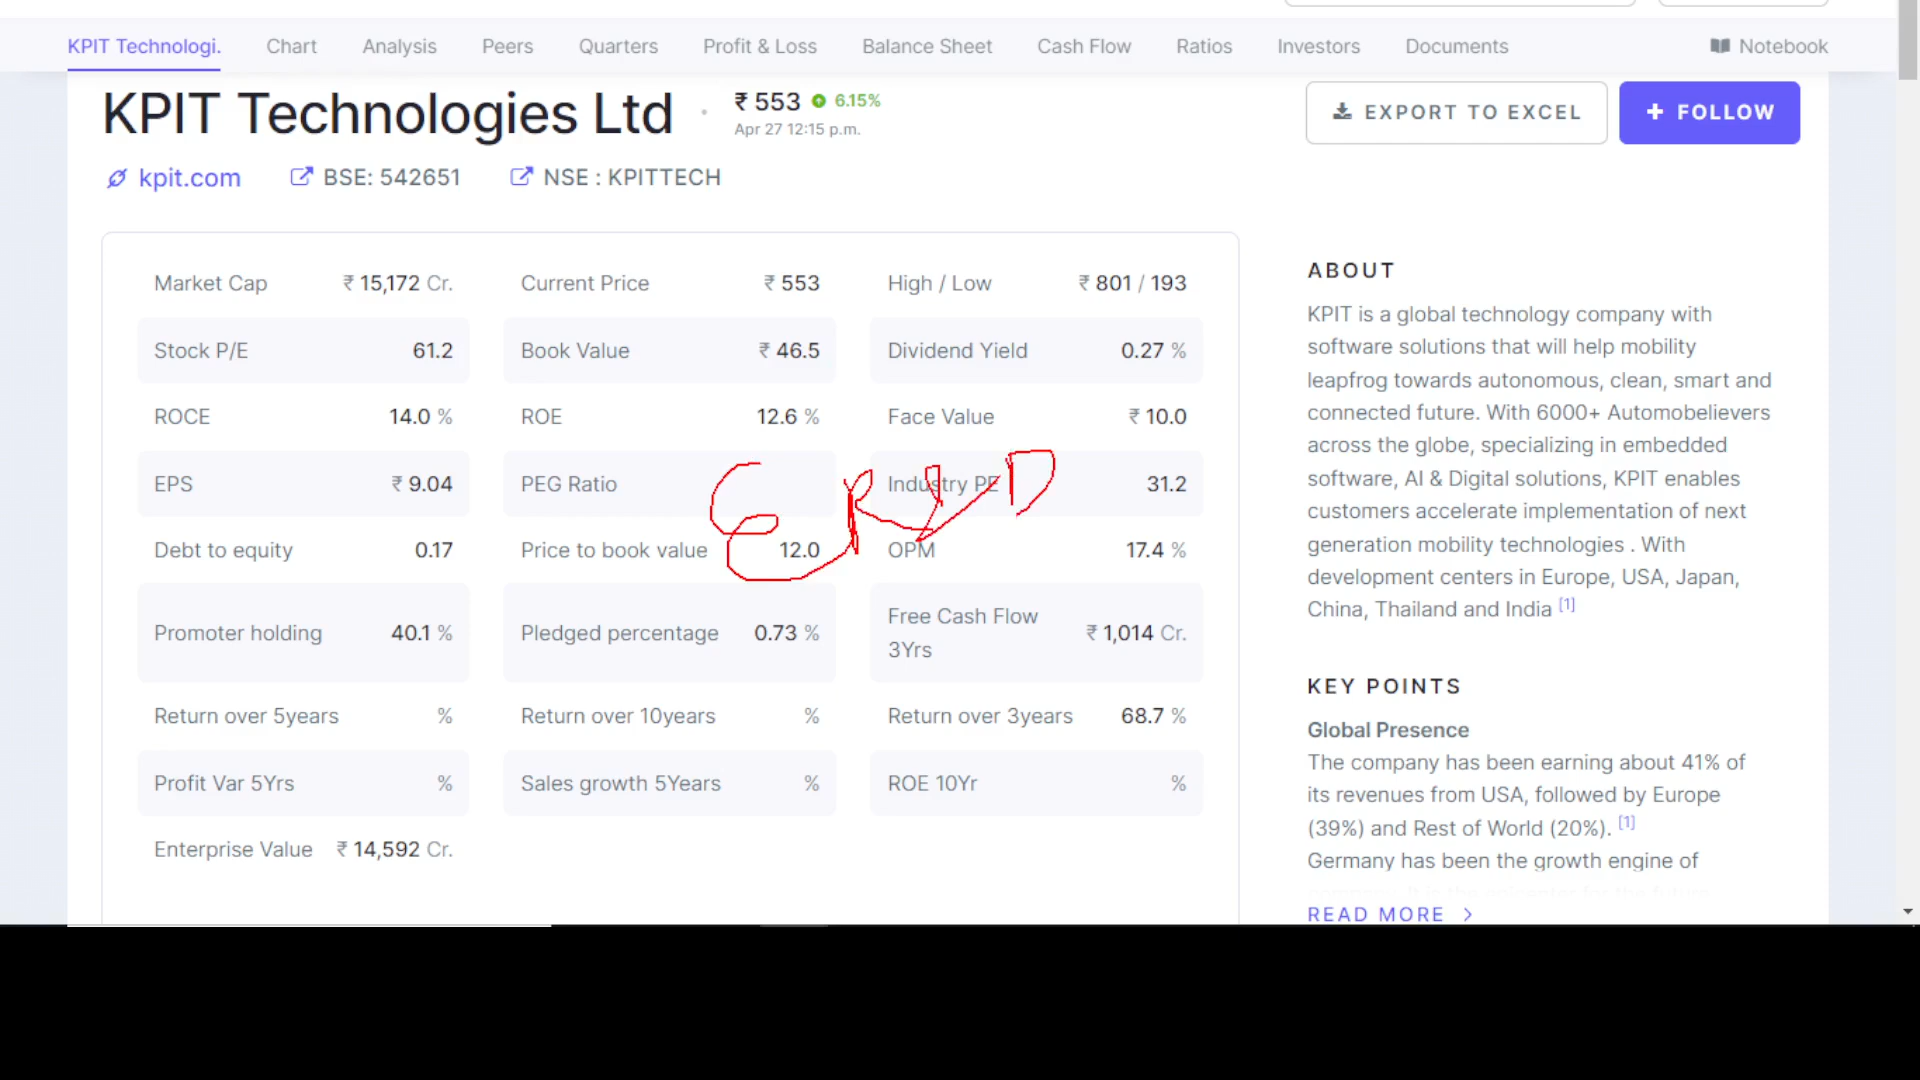 KPIT Technologi. Chart Analysis Peers Quarters Profit & Loss Balance Sheet Cash Flow Ratios Investors Documents Notebook
KPIT Technologies Ltd
₹ 553 6.15%
Apr 27 12:15 p.m.
EXPORT TO EXCEL
+ FOLLOW
kpit.com BSE: 542651 NSE : KPITTECH
Market Cap ₹ 15,172 Cr.
Current Price ₹ 553
High / Low ₹ 801 / 193
Stock P/E 61.2
Book Value ₹ 46.5
Dividend Yield 0.27 %
ROCE 14.0 %
ROE 12.6 %
Face Value ₹ 10.0
EPS ₹ 9.04
PEG Ratio
Industry PE 31.2
Debt to equity 0.17
Price to book value 12.0
OPM 17.4 %
Promoter holding 40.1 %
Pledged percentage 0.73 %
Free Cash Flow
3Yrs ₹ 1,014 Cr.
Return over 5years %
Return over 10years %
Return over 3years 68.7 %
Profit Var 5Yrs %
Sales growth 5Years %
ROE 10Yr %
Enterprise Value ₹ 14,592 Cr.
ABOUT
KPIT is a global technology company with
software solutions that will help mobility
leapfrog towards autonomous, clean, smart and
connected future. With 6000+ Automobelievers
across the globe, specializing in embedded
software, AI & Digital solutions, KPIT enables
customers accelerate implementation of next
generation mobility technologies . With
development centers in Europe, USA, Japan,
China, Thailand and India [1]
KEY POINTS
Global Presence
The company has been earning about 41% of
its revenues from USA, followed by Europe
(39%) and Rest of World (20%). [1]
Germany has been the growth engine of
READ MORE